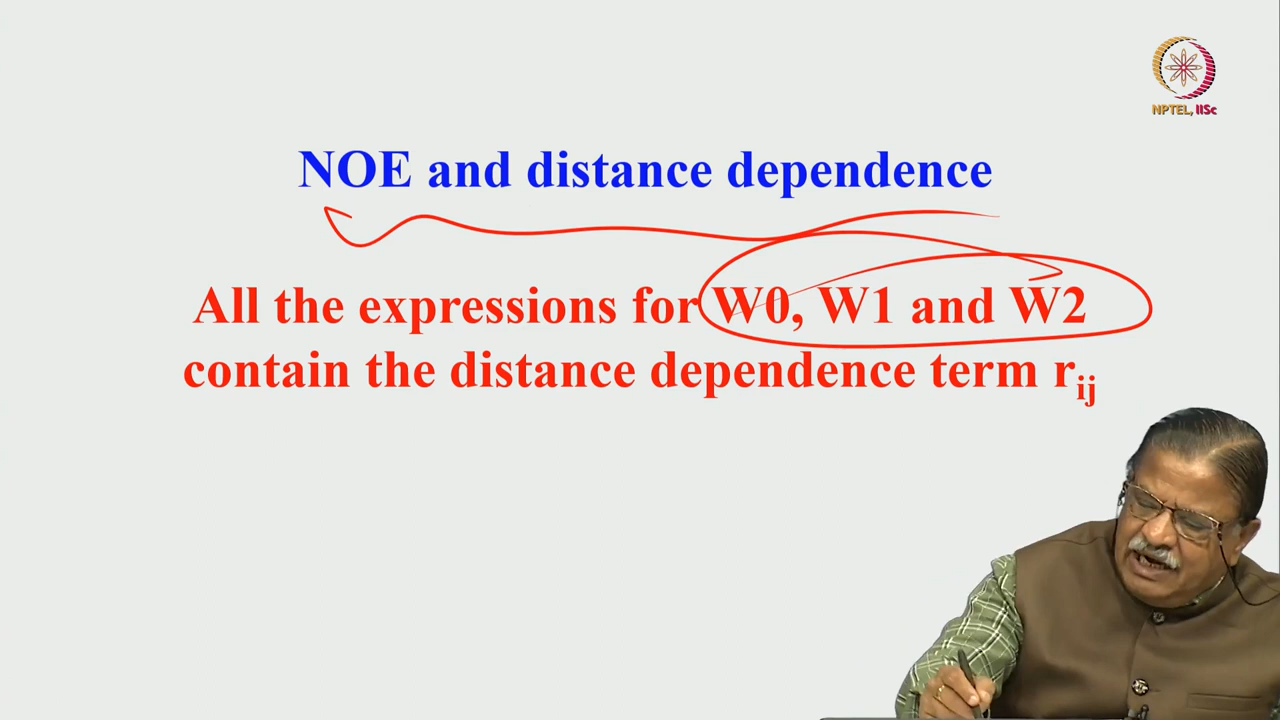 NPTEL, IISc
NOE and distance dependence
All the expressions for W0, W1 and W2
contain the distance dependence term rij